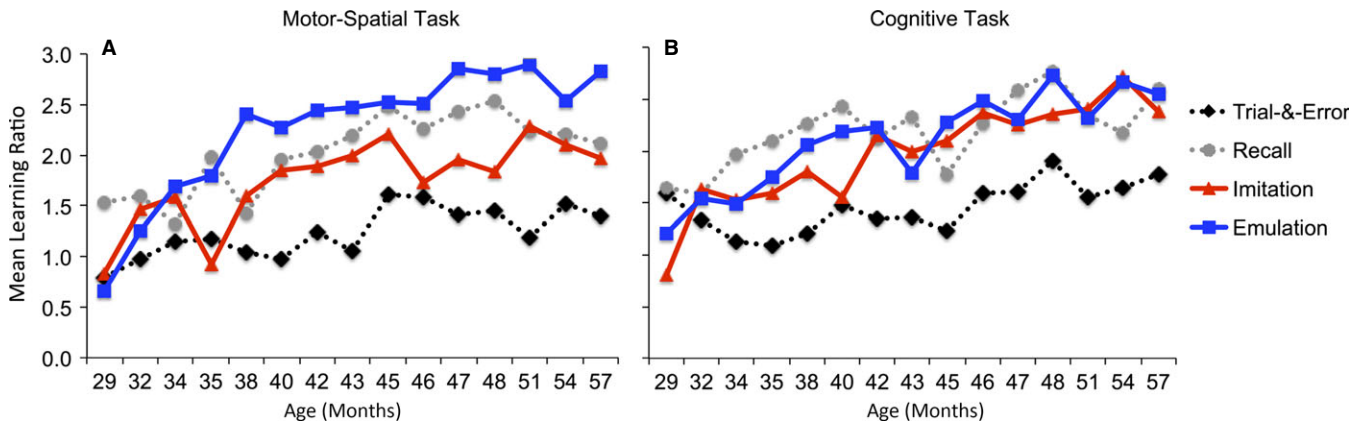 Motor-Spatial Task
Cognitive Task
A
B
Mean Learning Ratio
3.0
2.5
2.0
1.5
1.0
0.5
0.0
29 32 34 35 38 40 42 43 45 46 47 48 51 54 57
Age (Months)
29 32 34 35 38 40 42 43 45 46 47 48 51 54 57
Age (Months)
Trial-&-Error
Recall
Imitation
Emulation